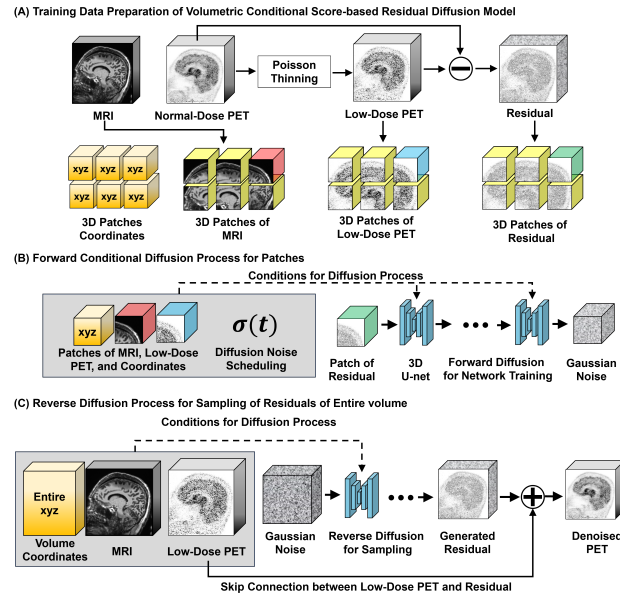 (A) Training Data Preparation of Volumetric Conditional Score-based Residual Diffusion Model
Poisson
Thinning
MRI
Normal-Dose PET
Low-Dose PET
Residual
xyz xyz xyz
xyz xyz xyz
3D Patches
Coordinates
3D Patches of
MRI
3D Patches of
Low-Dose PET
3D Patches of
Residual
(B) Forward Conditional Diffusion Process for Patches
Conditions for Diffusion Process
xyz
σ(t)
Patches of MRI, Low-Dose
PET, and Coordinates
Diffusion Noise
Scheduling
Patch of
Residual
3D
U-net
Forward Diffusion
for Network Training
Gaussian
Noise
(C) Reverse Diffusion Process for Sampling of Residuals of Entire volume
Conditions for Diffusion Process
Entire
xyz
Volume
Coordinates
MRI
Low-Dose PET
Gaussian
Noise
Reverse Diffusion
for Sampling
Generated
Residual
Denoised
PET
Skip Connection between Low-Dose PET and Residual